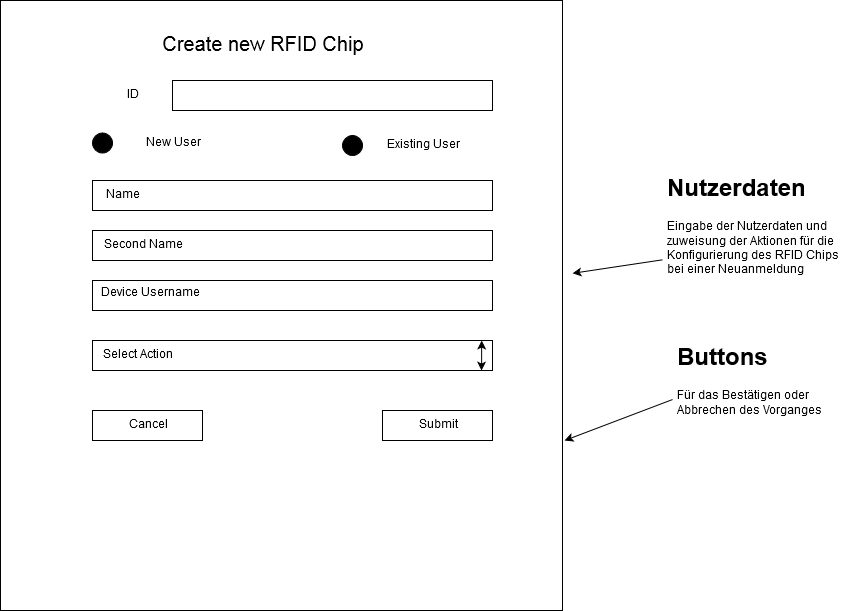 Create new RFID Chip
ID
New User
Existing User
Name
Second Name
Device Username
Select Action
Cancel
Submit
Nutzerdaten
Eingabe der Nutzerdaten und
zuweisung der Aktionen für die
Konfigurierung des RFID Chips
bei einer Neuanmeldung
Buttons
Für das Bestätigen oder
Abbrechen des Vorganges